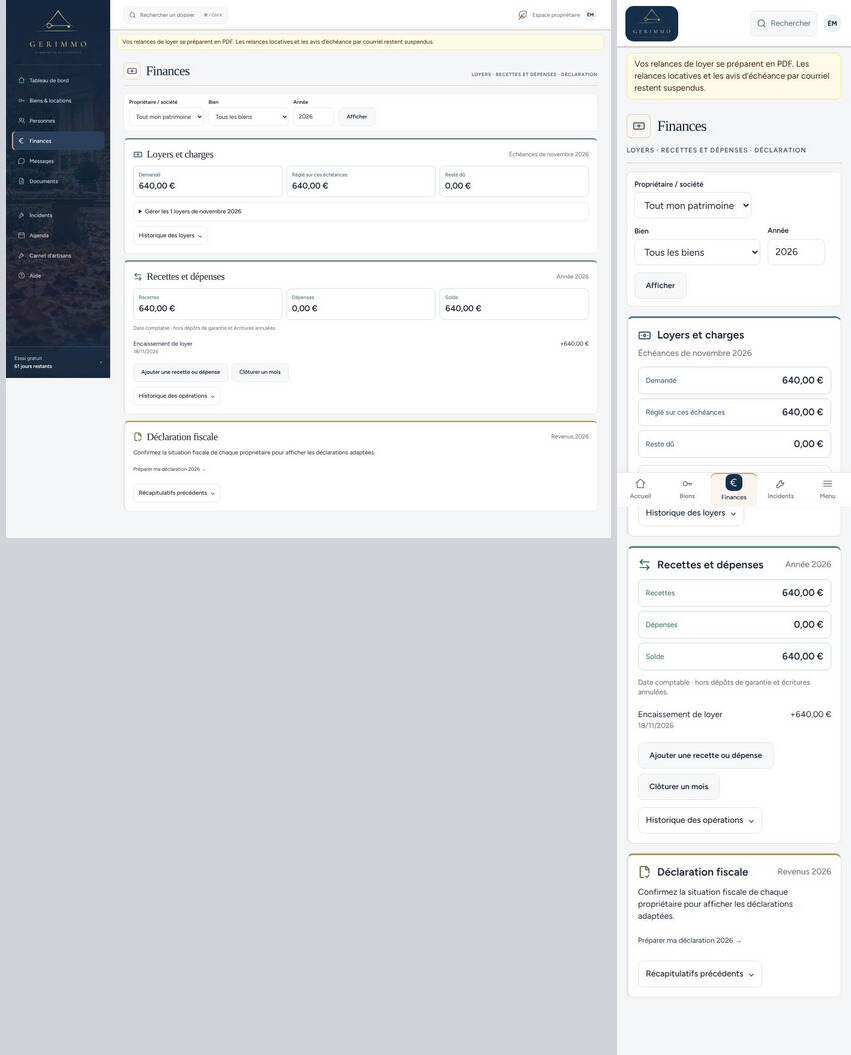 GERIMMO
Tableau de bord
Biens & locations
Personnes
Finances
Messages
Documents
Incidents
Agenda
Carnet d'artisans
Aide
Essai gratuit
61 jours restants
Rechercher un dossier
Espace propriétaire
ÉM
Vos relances de loyer se préparent en PDF. Les relances locatives et les avis d'échéance par courriel restent suspendus.
Finances
LOYERS · RECETTES ET DÉPENSES · DÉCLARATION
Propriétaire / société
Bien
Année
Tout mon patrimoine
Tous les biens
2026
Afficher
Loyers et charges
Échéances de novembre 2026
Demandé
640,00 €
Réglé sur ces échéances
640,00 €
Reste dû
0,00 €
Gérer les 1 loyers de novembre 2026
Historique des loyers
Recettes et dépenses
Année 2026
Recettes
640,00 €
Dépenses
0,00 €
Solde
640,00 €
Date comptable · hors dépôts de garantie et écritures annulées.
Encaissement de loyer
+640,00 €
18/11/2026
Ajouter une recette ou dépense
Clôturer un mois
Historique des opérations
Déclaration fiscale
Revenus 2026
Confirmez la situation fiscale de chaque propriétaire pour afficher les déclarations adaptées.
Préparer ma déclaration 2026 →
Récapitulatifs précédents
GERIMMO
Rechercher
ÉM
Vos relances de loyer se préparent en PDF. Les
relances locatives et les avis d'échéance par courriel
restent suspendus.
Finances
LOYERS · RECETTES ET DÉPENSES · DÉCLARATION
Propriétaire / société
Tout mon patrimoine
Bien
Année
Tous les biens
2026
Afficher
Loyers et charges
Échéances de novembre 2026
Demandé
640,00 €
Réglé sur ces échéances
640,00 €
Reste dû
0,00 €
Accueil
Biens
Finances
Incidents
Menu
Historique des loyers
Recettes et dépenses
Année 2026
Recettes
640,00 €
Dépenses
0,00 €
Solde
640,00 €
Date comptable · hors dépôts de garantie et écritures
annulées.
Encaissement de loyer
+640,00 €
18/11/2026
Ajouter une recette ou dépense
Clôturer un mois
Historique des opérations
Déclaration fiscale
Revenus 2026
Confirmez la situation fiscale de chaque
propriétaire pour afficher les déclarations
adaptées.
Préparer ma déclaration 2026 →
Récapitulatifs précédents